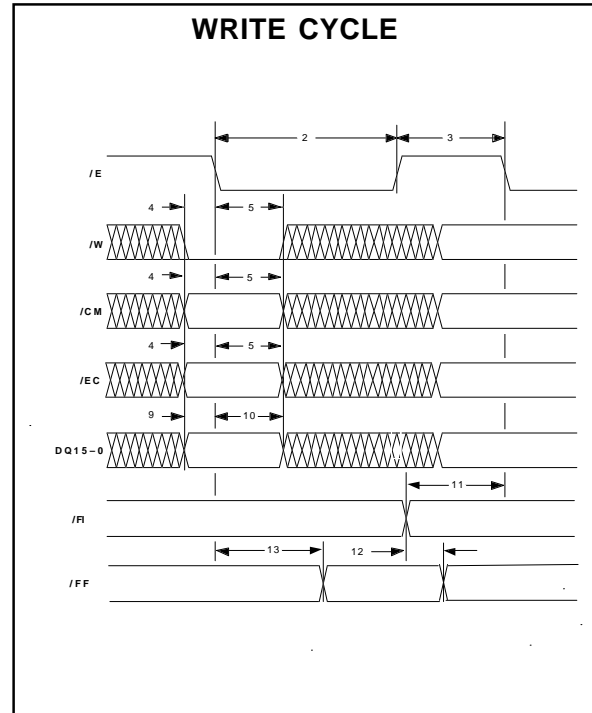 WRITE CYCLE
2 3
/E
4 5
/W
4 5
/CM
4 5
/EC
9 10
DQ15–0
11
/FI
13 12
/FF